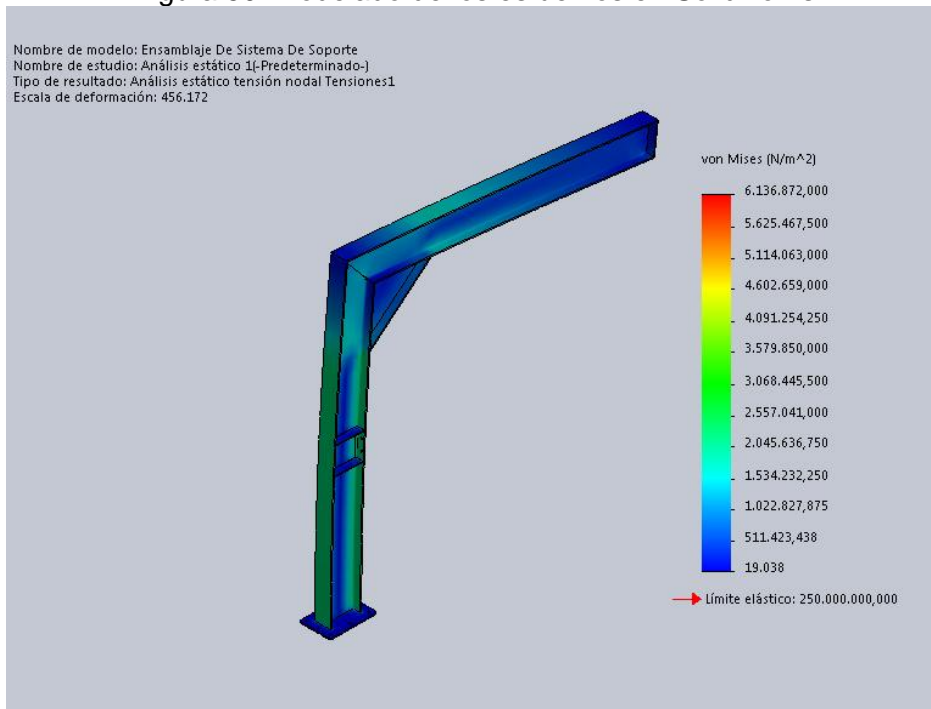 Nombre de modelo: Ensamblaje De Sistema De Soporte
Nombre de estudio: Análisis estático 1(-Predeterminado-)
Tipo de resultado: Análisis estático tensión nodal Tensiones1
Escala de deformación: 456.172
von Mises (N/m^2)
6.136.872,000
5.625.467,500
5.114.063,000
4.602.659,000
4.091.254,250
3.579.850,000
3.068.445,500
2.557.041,000
2.045.636,750
1.534.232,250
1.022.827,875
511.423,438
19.038
Límite elástico: 250.000.000,000